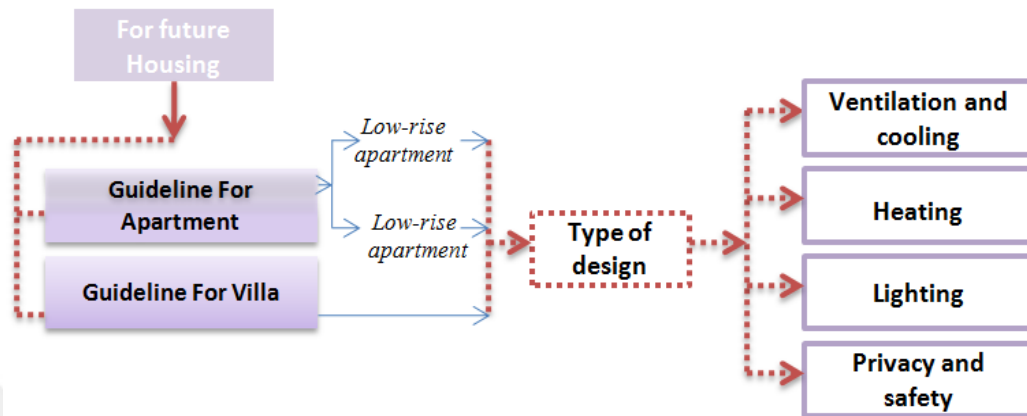 For future
Housing
Guideline For
Apartment
Guideline For Villa
Low-rise
apartment
Low-rise
apartment
Type of
design
Ventilation and
cooling
Heating
Lighting
Privacy and
safety